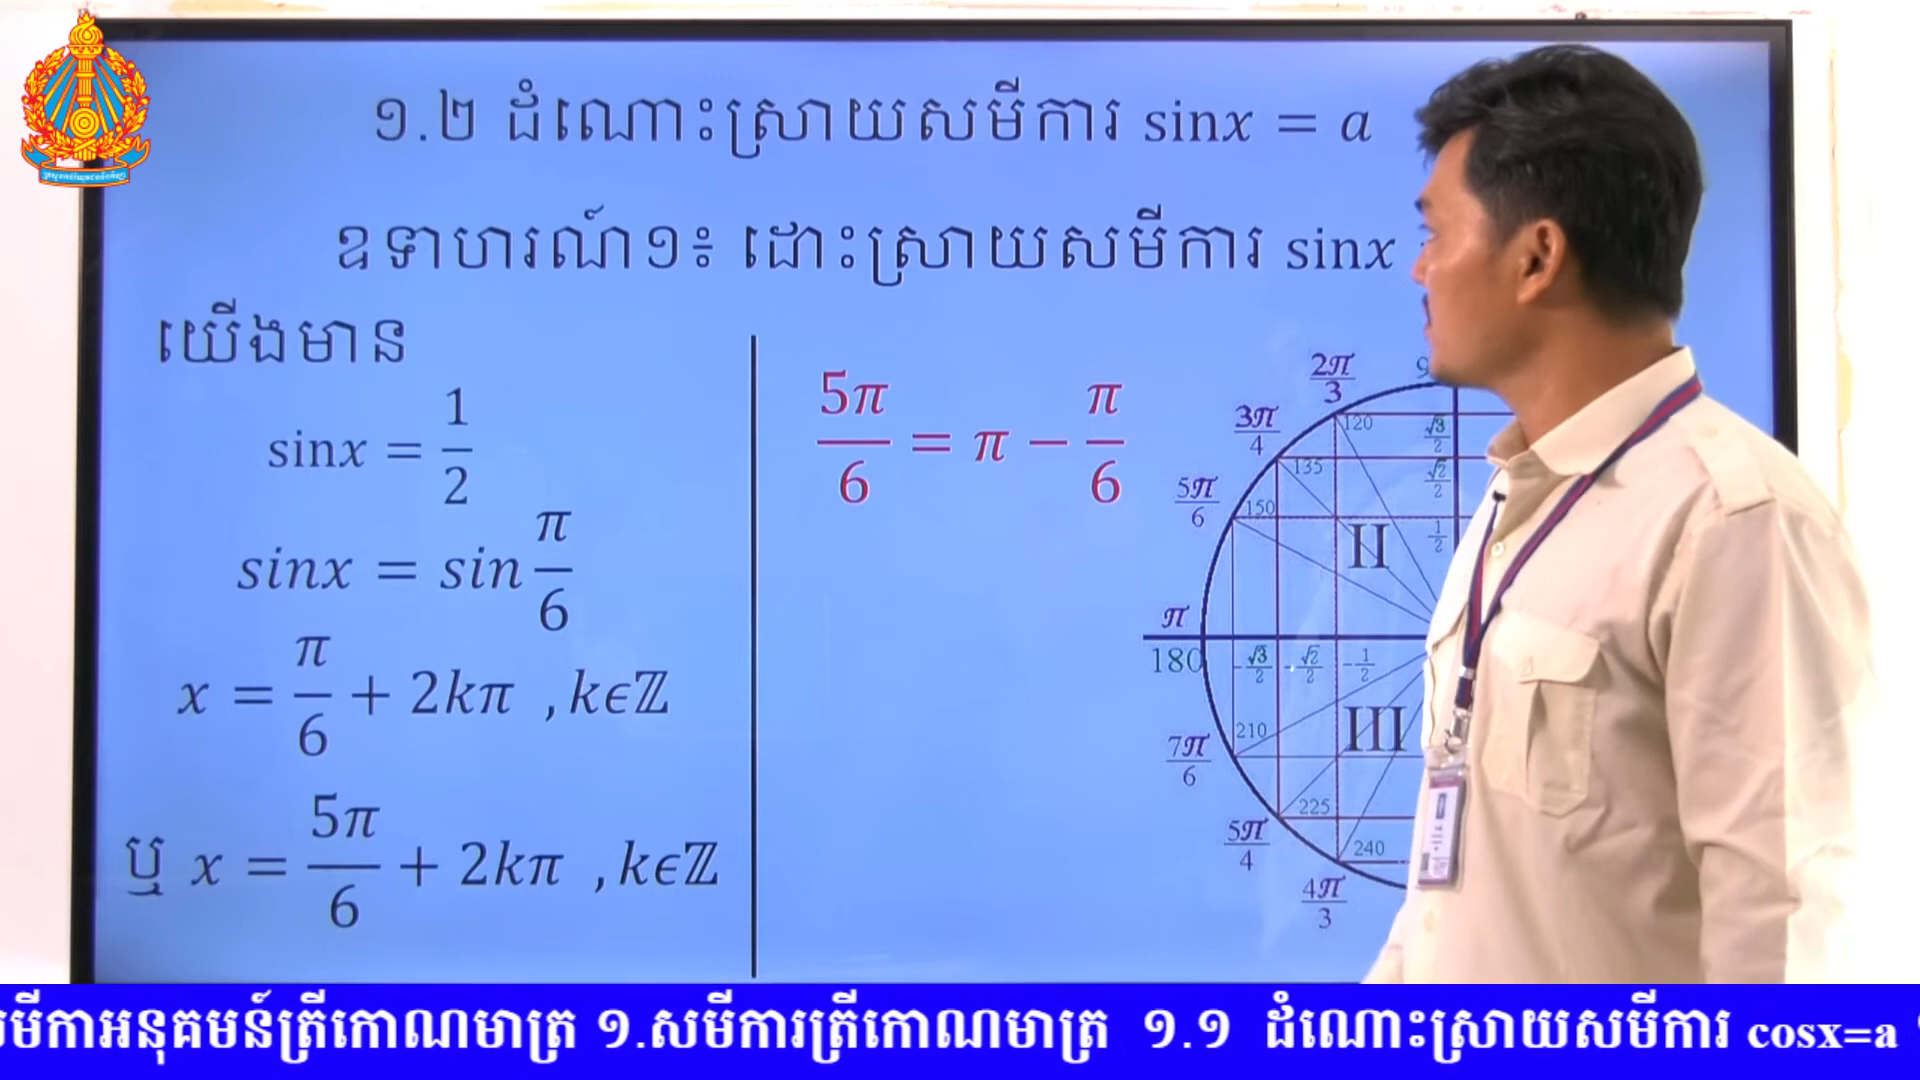 ១.២ ដំណោះស្រាយសមីការ sinx = a
ឧទាហរណ៍១៖ ដោះស្រាយសមីការ sinx
យើងមាន
sinx = 1/2
sinx = sin π/6
x = π/6 + 2kπ , kϵℤ
ឬ x = 5π/6 + 2kπ , kϵℤ
5π/6 = π − π/6
2π/3
120
3π/4
135
√3/2
√2/2
5π/6
150
1/2
II
π
180
-√3/2
-√2/2
-1/2
210
III
7π/6
225
5π/4
240
4π/3
សមីកាអនុគមន៍ត្រីកោណមាត្រ ១.សមីការត្រីកោណមាត្រ ១.១ ដំណោះស្រាយសមីការ cosx=a